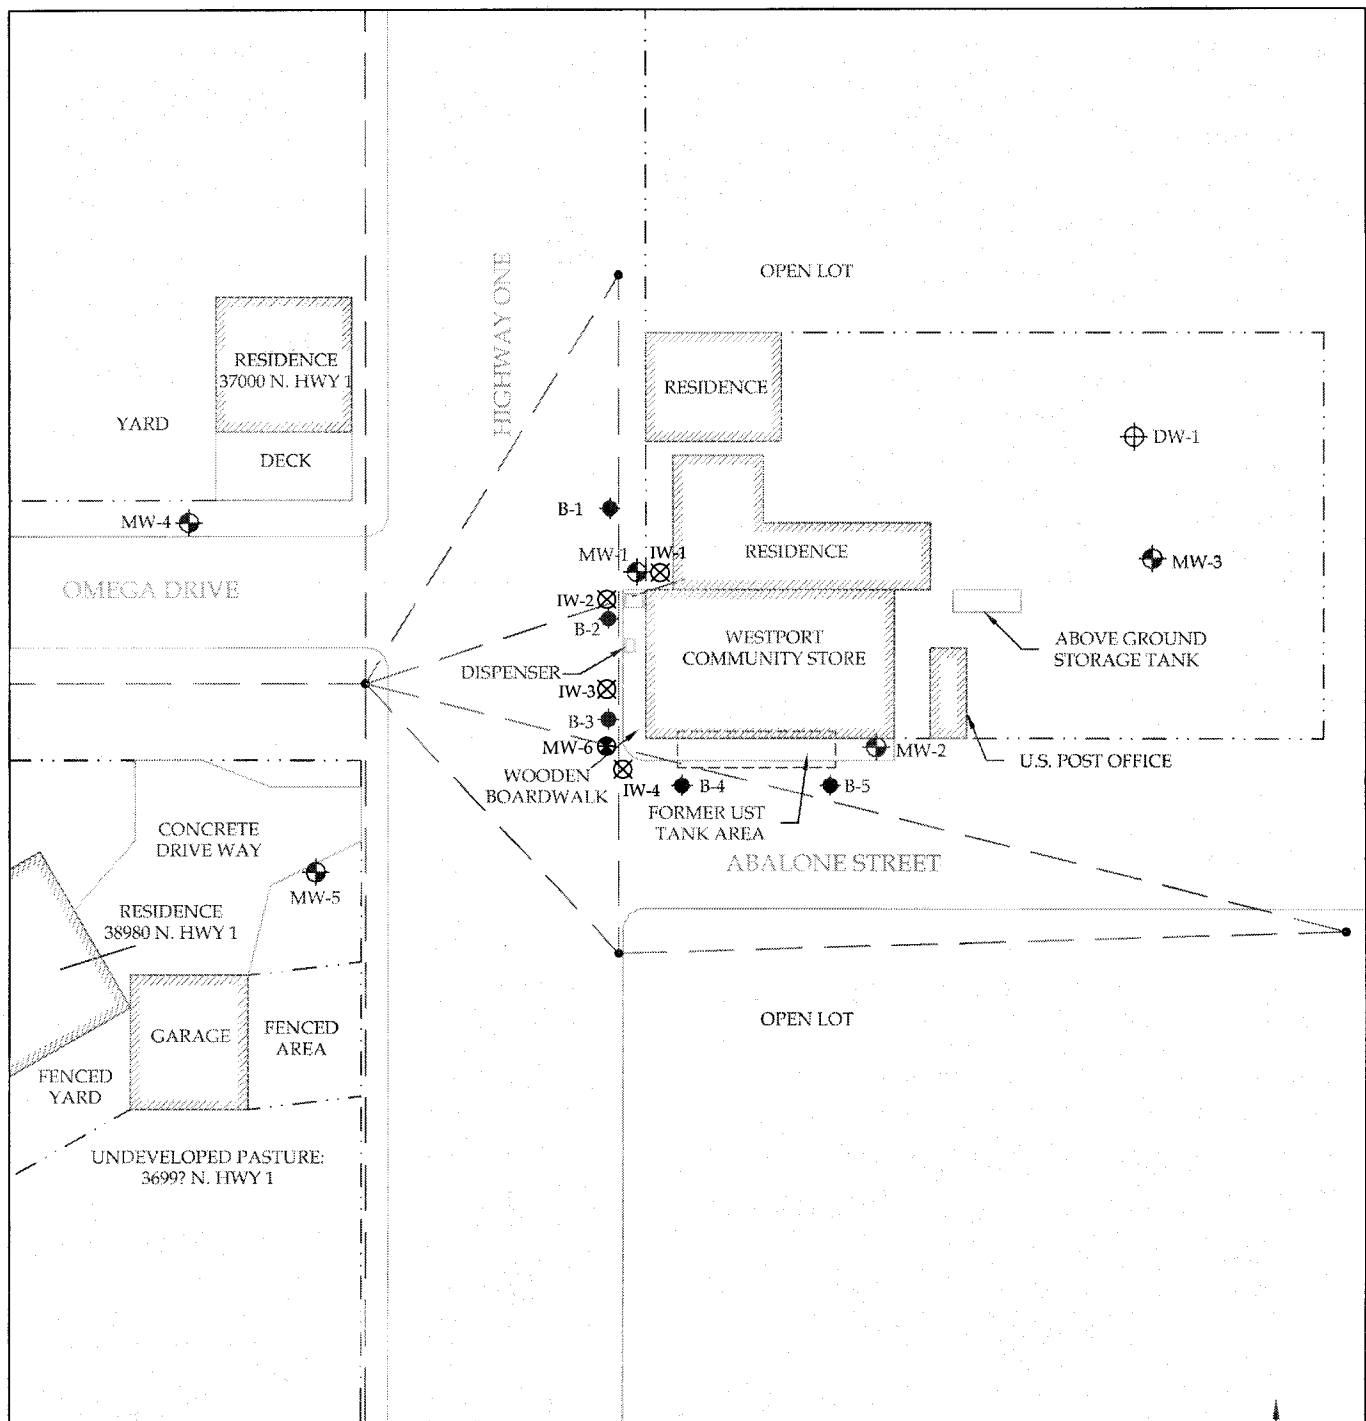 OPEN LOT
HIGHWAY ONE
RESIDENCE
37000 N. HWY 1
RESIDENCE
YARD
DW-1
DECK
B-1
MW-4
MW-1
IW-1
RESIDENCE
MW-3
OMEGA DRIVE
IW-2
B-2
WESTPORT
COMMUNITY STORE
ABOVE GROUND
STORAGE TANK
DISPENSER
IW-3
B-3
MW-6
MW-2
U.S. POST OFFICE
WOODEN
BOARDWALK
IW-4
B-4
B-5
FORMER UST
TANK AREA
CONCRETE
DRIVE WAY
ABALONE STREET
MW-5
RESIDENCE
38980 N. HWY 1
OPEN LOT
GARAGE
FENCED
AREA
FENCED
YARD
UNDEVELOPED PASTURE:
3699? N. HWY 1